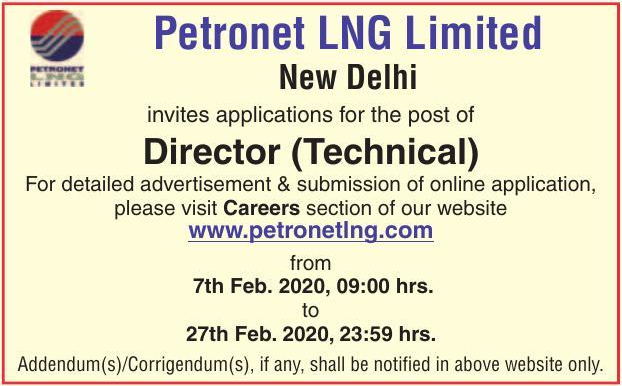 Petronet LNG Limited
New Delhi
invites applications for the post of
Director (Technical)
For detailed advertisement & submission of online application,
please visit Careers section of our website
www.petronetlng.com
from
7th Feb. 2020, 09:00 hrs.
to
27th Feb. 2020, 23:59 hrs.
Addendum(s)/Corrigendum(s), if any, shall be notified in above website only.
PETRONET
LNG
LIMITED